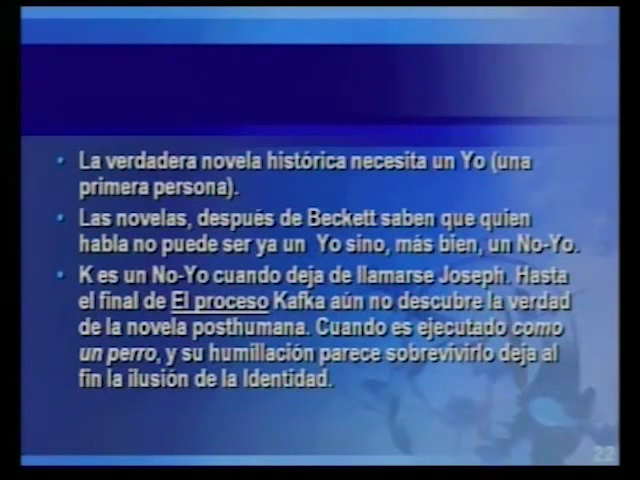 • La verdadera novela histórica necesita un Yo (una
primera persona).
• Las novelas, después de Beckett saben que quien
habla no puede ser ya un Yo sino, más bien, un No-Yo.
• K es un No-Yo cuando deja de llamarse Joseph. Hasta
el final de El proceso Kafka aún no descubre la verdad
de la novela posthumana. Cuando es ejecutado como
un perro, y su humillación parece sobrevivirlo deja al
fin la ilusión de la Identidad.
22